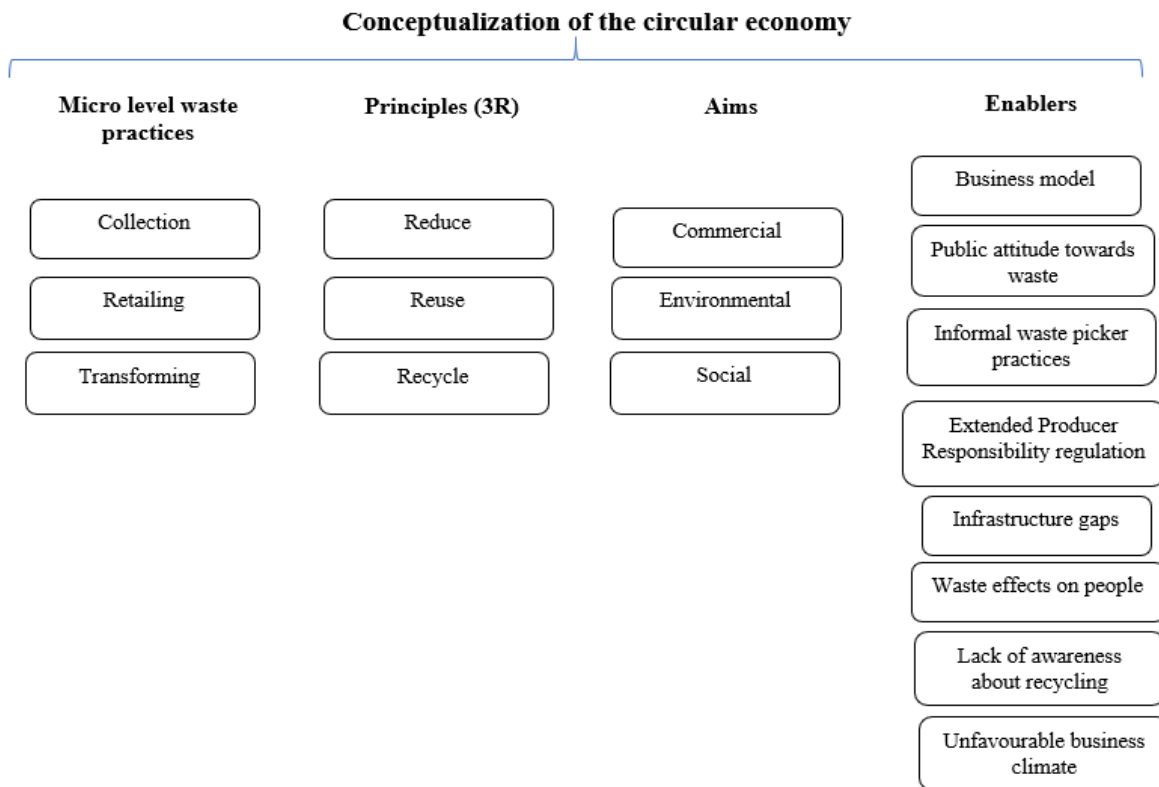 Conceptualization of the circular economy
Micro level waste
practices
Collection
Retailing
Transforming
Principles (3R)
Reduce
Reuse
Recycle
Aims
Commercial
Environmental
Social
Enablers
Business model
Public attitude towards
waste
Informal waste picker
practices
Extended Producer
Responsibility regulation
Infrastructure gaps
Waste effects on people
Lack of awareness
about recycling
Unfavourable business
climate